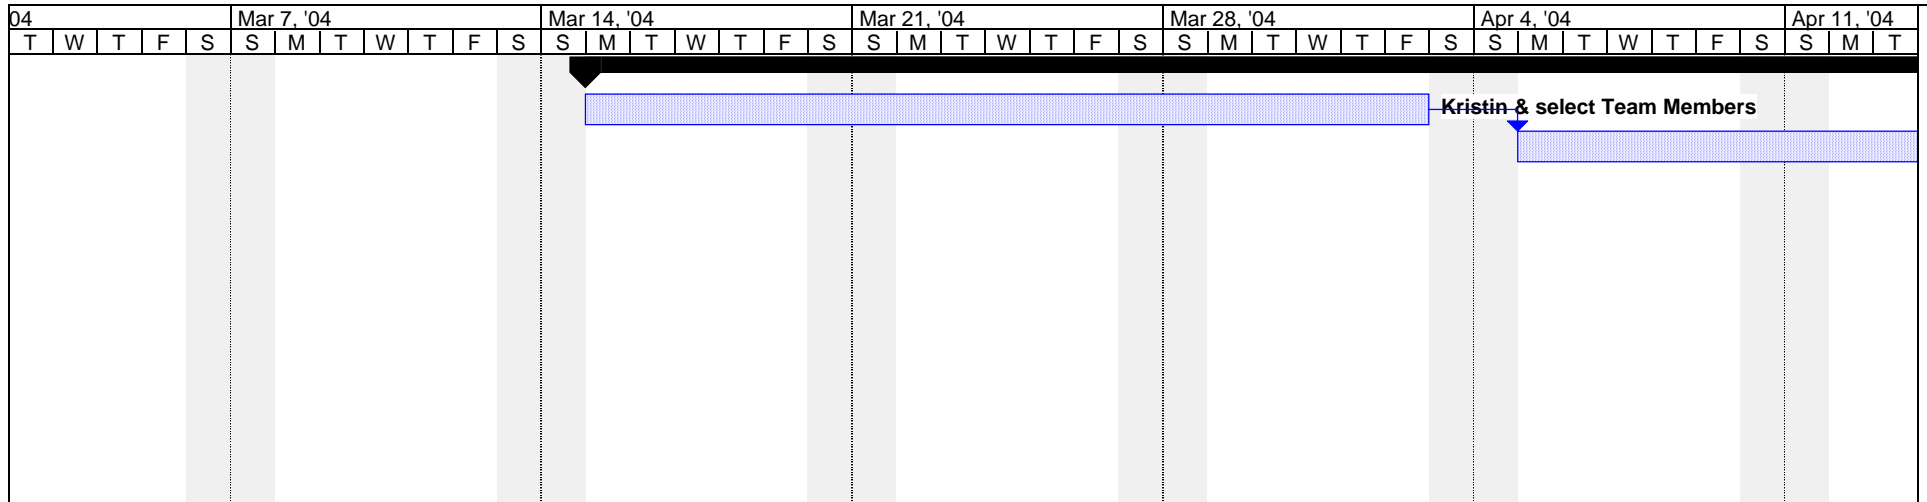 04 Mar 7, '04 Mar 14, '04 Mar 21, '04 Mar 28, '04 Apr 4, '04 Apr 11, '04
T W T F S S M T W T F S S M T W T F S S M T W T F S S M T W T F S S M T W T F S S M T
Kristin & select Team Members